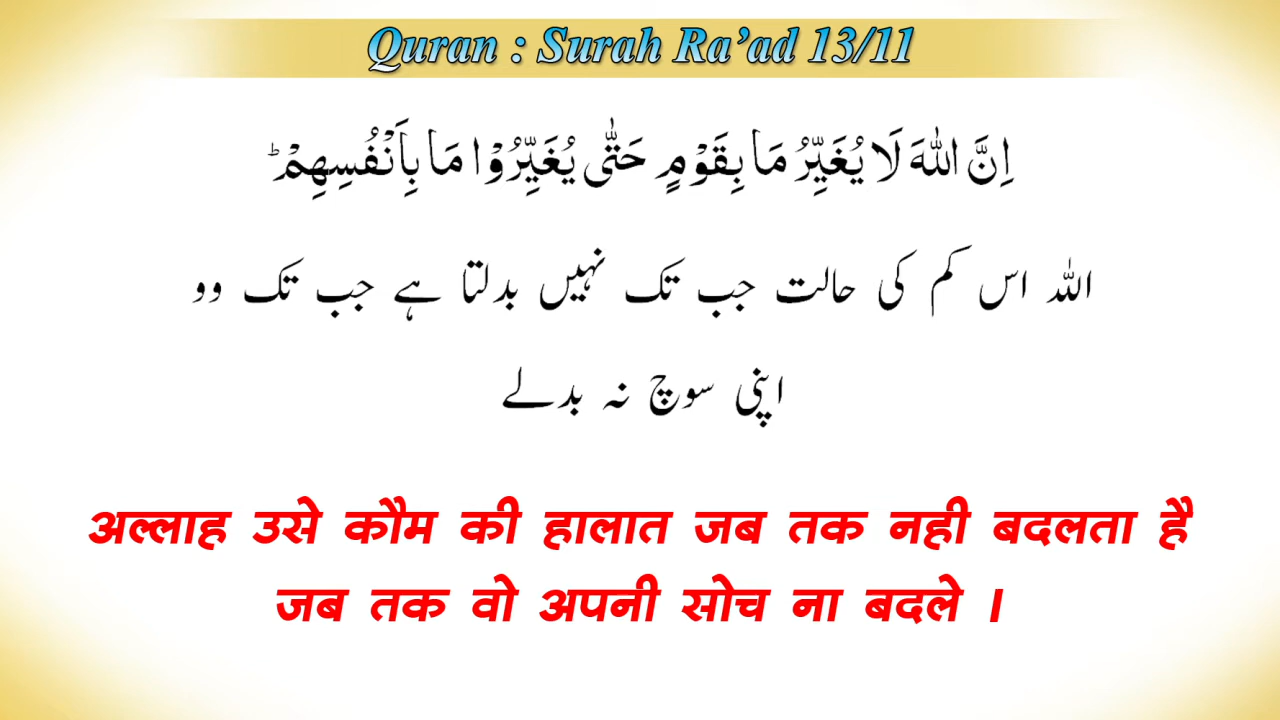 Quran : Surah Ra’ad 13/11
اِنَّ اللّٰهَ لَا يُغَيِّرُ مَا بِقَوْمٍ حَتّٰى يُغَيِّرُوْا مَا بِاَنْفُسِهِمْ ؕ
اللہ اس کم کی حالت جب تک نہیں بدلتا ہے جب تک وو
اپنی سوچ نہ بدلے
अल्लाह उसे कौम की हालात जब तक नही बदलता है
जब तक वो अपनी सोच ना बदले ।